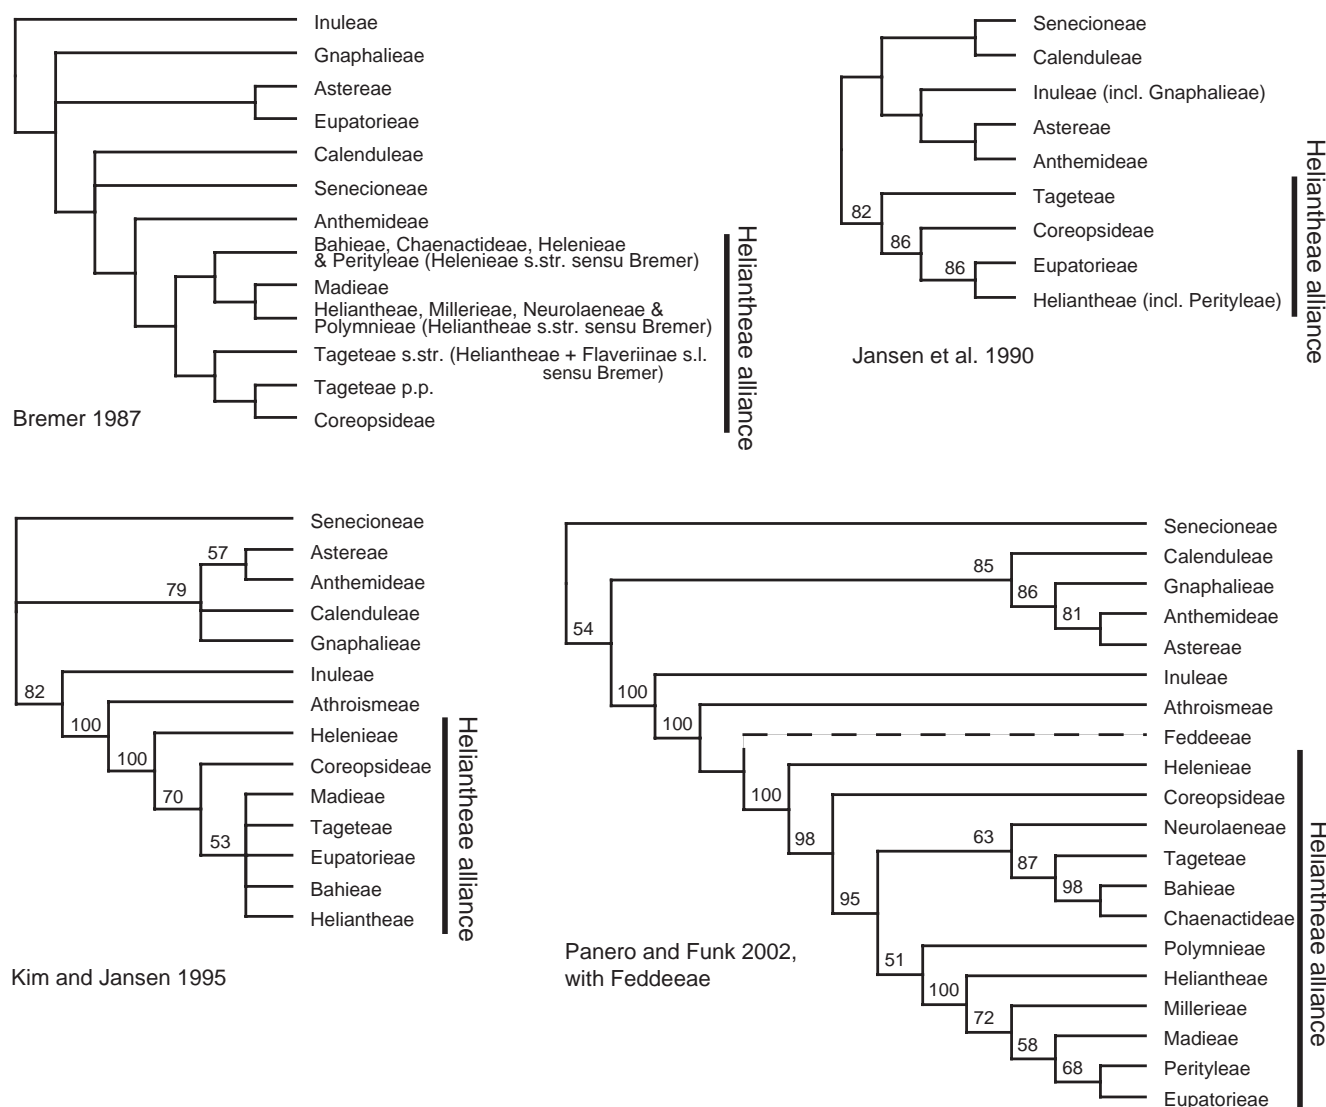 Inuleae
Gnaphalieae
Astereae
Eupatorieae
Calenduleae
Senecioneae
Anthemideae
Bahieae, Chaenactideae, Helenieae
& Perityleae (Helenieae s.str. sensu Bremer)
Madieae
Heliantheae, Millerieae, Neurolaeneae &
Polymnieae (Heliantheae s.str. sensu Bremer)
Tageteae s.str. (Heliantheae + Flaveriinae s.l.
sensu Bremer)
Tageteae p.p.
Coreopsideae
Heliantheae alliance
Bremer 1987
Senecioneae
Calenduleae
Inuleae (incl. Gnaphalieae)
Astereae
Anthemideae
82
Tageteae
86
Coreopsideae
86
Eupatorieae
Heliantheae (incl. Perityleae)
Heliantheae alliance
Jansen et al. 1990
Senecioneae
57
Astereae
79
Anthemideae
Calenduleae
Gnaphalieae
82
Inuleae
100
Athroismeae
100
Helenieae
70
Coreopsideae
53
Madieae
Tageteae
Eupatorieae
Bahieae
Heliantheae
Heliantheae alliance
Kim and Jansen 1995
Senecioneae
54
85
Calenduleae
86
Gnaphalieae
81
Anthemideae
Astereae
100
Inuleae
100
Athroismeae
Feddeeae
100
Helenieae
98
Coreopsideae
95
63
Neurolaeneae
87
Tageteae
98
Bahieae
Chaenactideae
51
Polymnieae
100
Heliantheae
72
Millerieae
58
Madieae
68
Perityleae
Eupatorieae
Heliantheae alliance
Panero and Funk 2002,
with Feddeeae